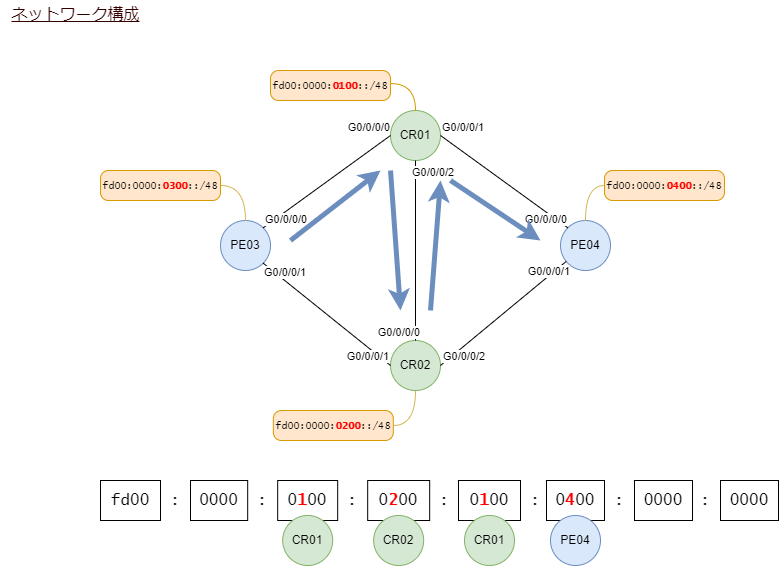 ネットワーク構成
fd00:0000:0100::/48
G0/0/0/0
CR01
G0/0/0/1
G0/0/0/2
fd00:0000:0300::/48
fd00:0000:0400::/48
G0/0/0/0
G0/0/0/0
PE03
PE04
G0/0/0/1
G0/0/0/1
G0/0/0/0
G0/0/0/1
CR02
G0/0/0/2
fd00:0000:0200::/48
fd00 : 0000 : 0100 : 0200 : 0100 : 0400 : 0000 : 0000
CR01 CR02 CR01 PE04